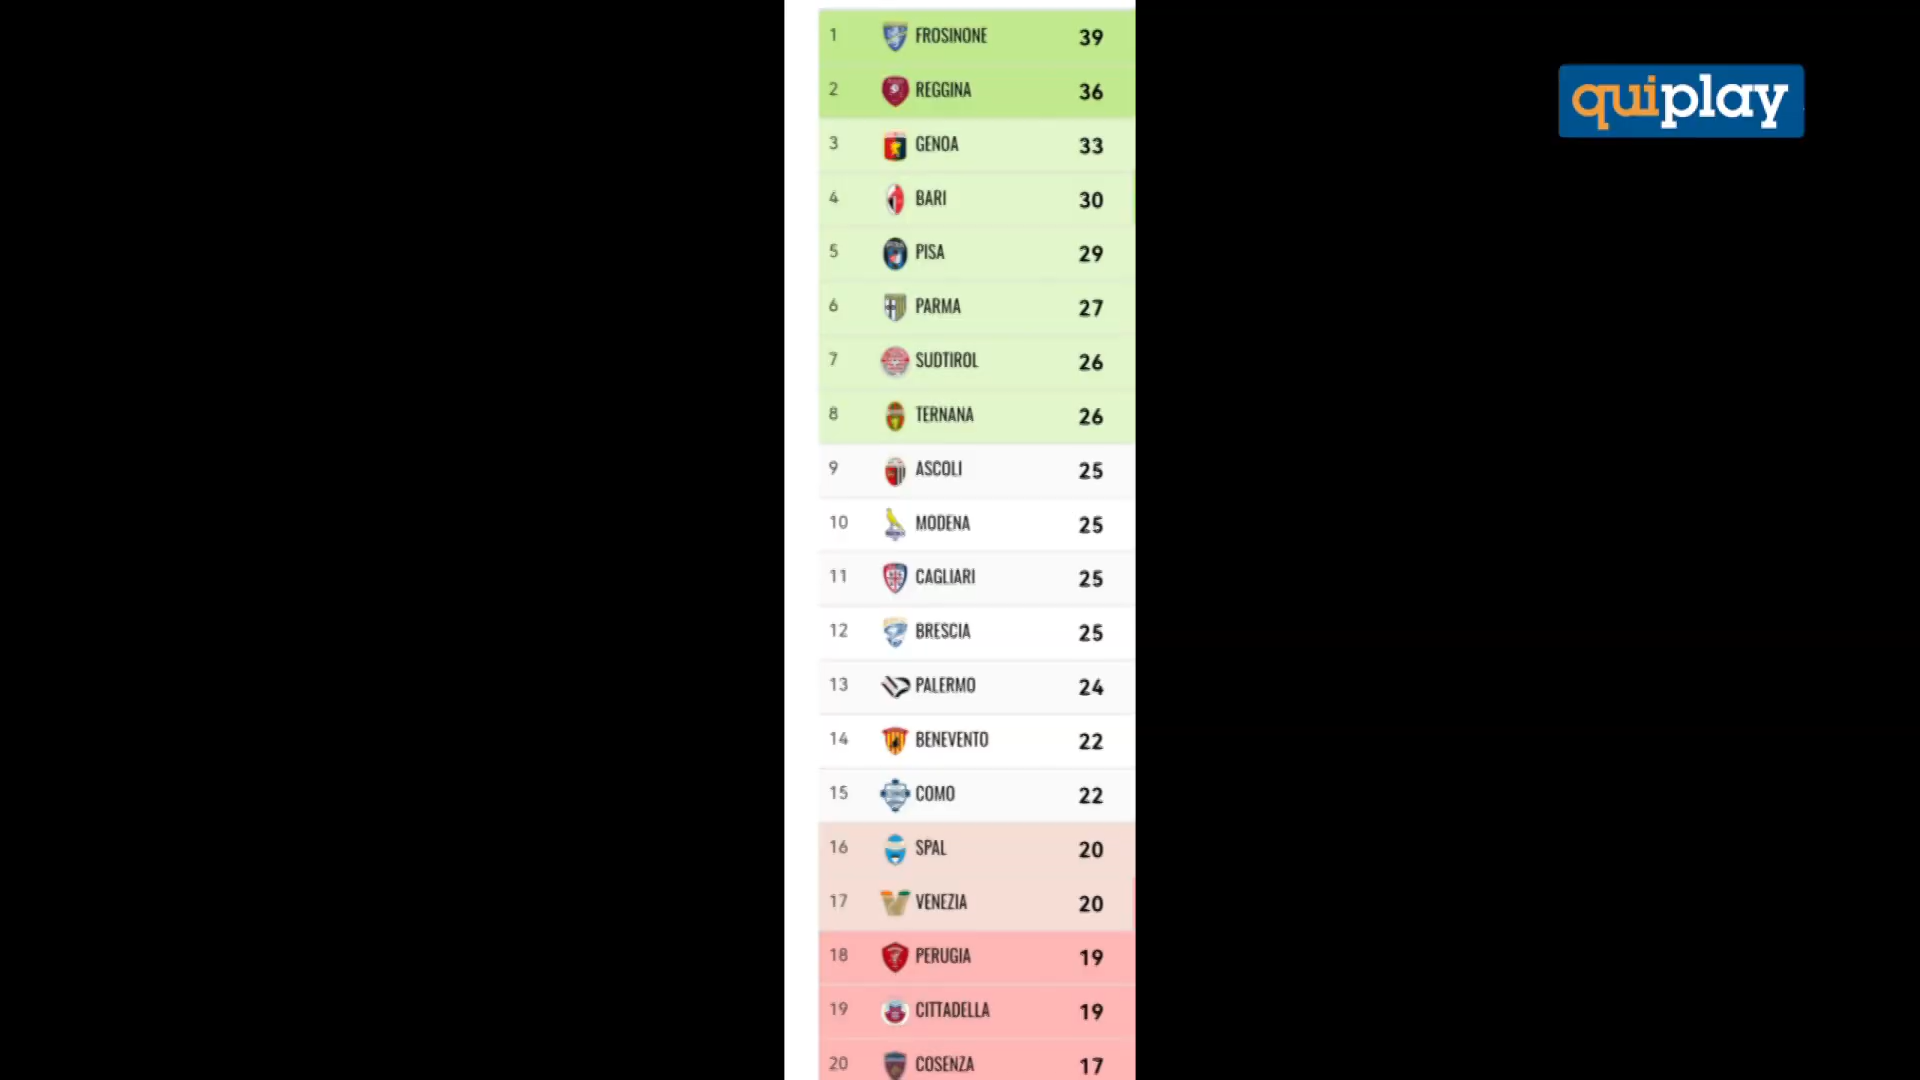 1 FROSINONE 39
2 REGGINA 36
3 GENOA 33
4 BARI 30
5 PISA 29
6 PARMA 27
7 SUDTIROL 26
8 TERNANA 26
9 ASCOLI 25
10 MODENA 25
11 CAGLIARI 25
12 BRESCIA 25
13 PALERMO 24
14 BENEVENTO 22
15 COMO 22
16 SPAL 20
17 VENEZIA 20
18 PERUGIA 19
19 CITTADELLA 19
20 COSENZA 17
quiplay